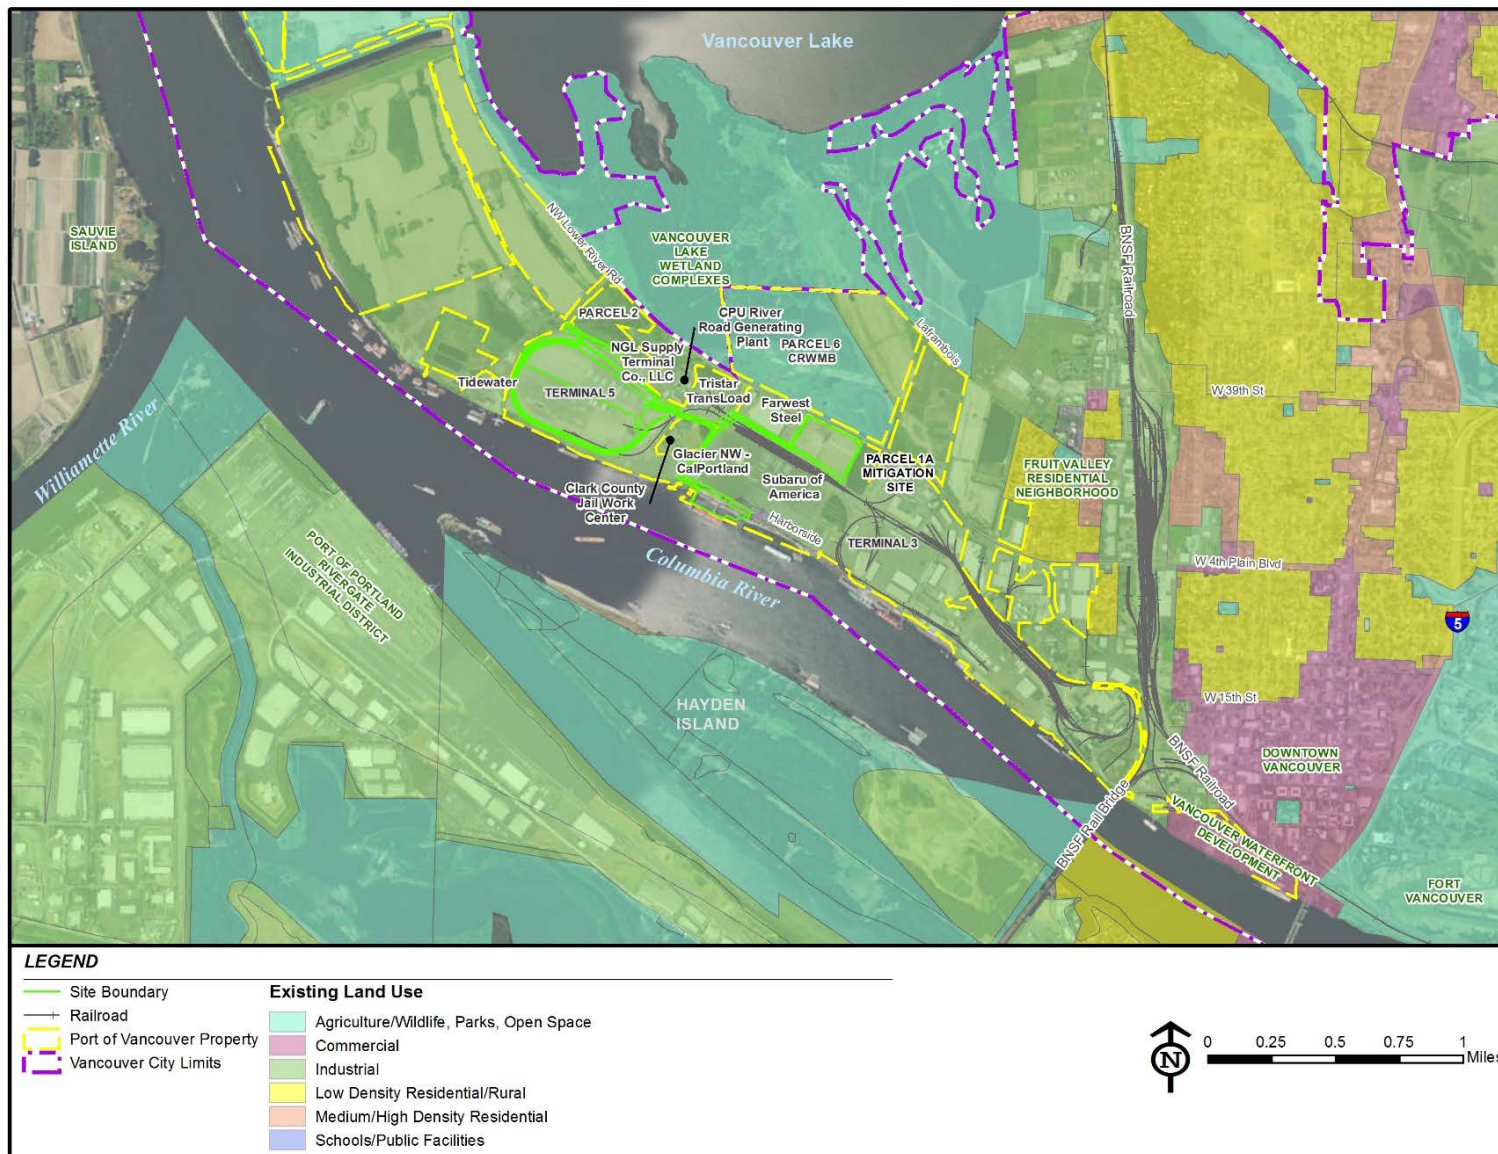 Vancouver Lake
SAUVIE
ISLAND
NW Lower River Rd
VANCOUVER
LAKE
WETLAND
COMPLEXES
BNSF Railroad
PARCEL 2
CPU River
Road Generating
Plant
PARCEL 6
CRWMB
Laframbois
NGL Supply
Terminal
Co., LLC
Tidewater
TERMINAL 5
Tristar
TransLoad
Farwest
Steel
W 39th St
Williamette River
Glacier NW -
CalPortland
PARCEL 1A
MITIGATION
SITE
FRUIT VALLEY
RESIDENTIAL
NEIGHBORHOOD
Clark County
Jail Work
Center
Subaru of
America
Harborside
TERMINAL 3
PORT OF PORTLAND
RIVERGATE
INDUSTRIAL DISTRICT
Columbia River
W 4th Plain Blvd
5
HAYDEN
ISLAND
W 15th St
DOWNTOWN
VANCOUVER
BNSF Railroad
BNSF Rail Bridge
VANCOUVER WATERFRONT
DEVELOPMENT
FORT
VANCOUVER
LEGEND
Site Boundary
Railroad
Port of Vancouver Property
Vancouver City Limits
Existing Land Use
Agriculture/Wildlife, Parks, Open Space
Commercial
Industrial
Low Density Residential/Rural
Medium/High Density Residential
Schools/Public Facilities
N
0 0.25 0.5 0.75 1
Miles